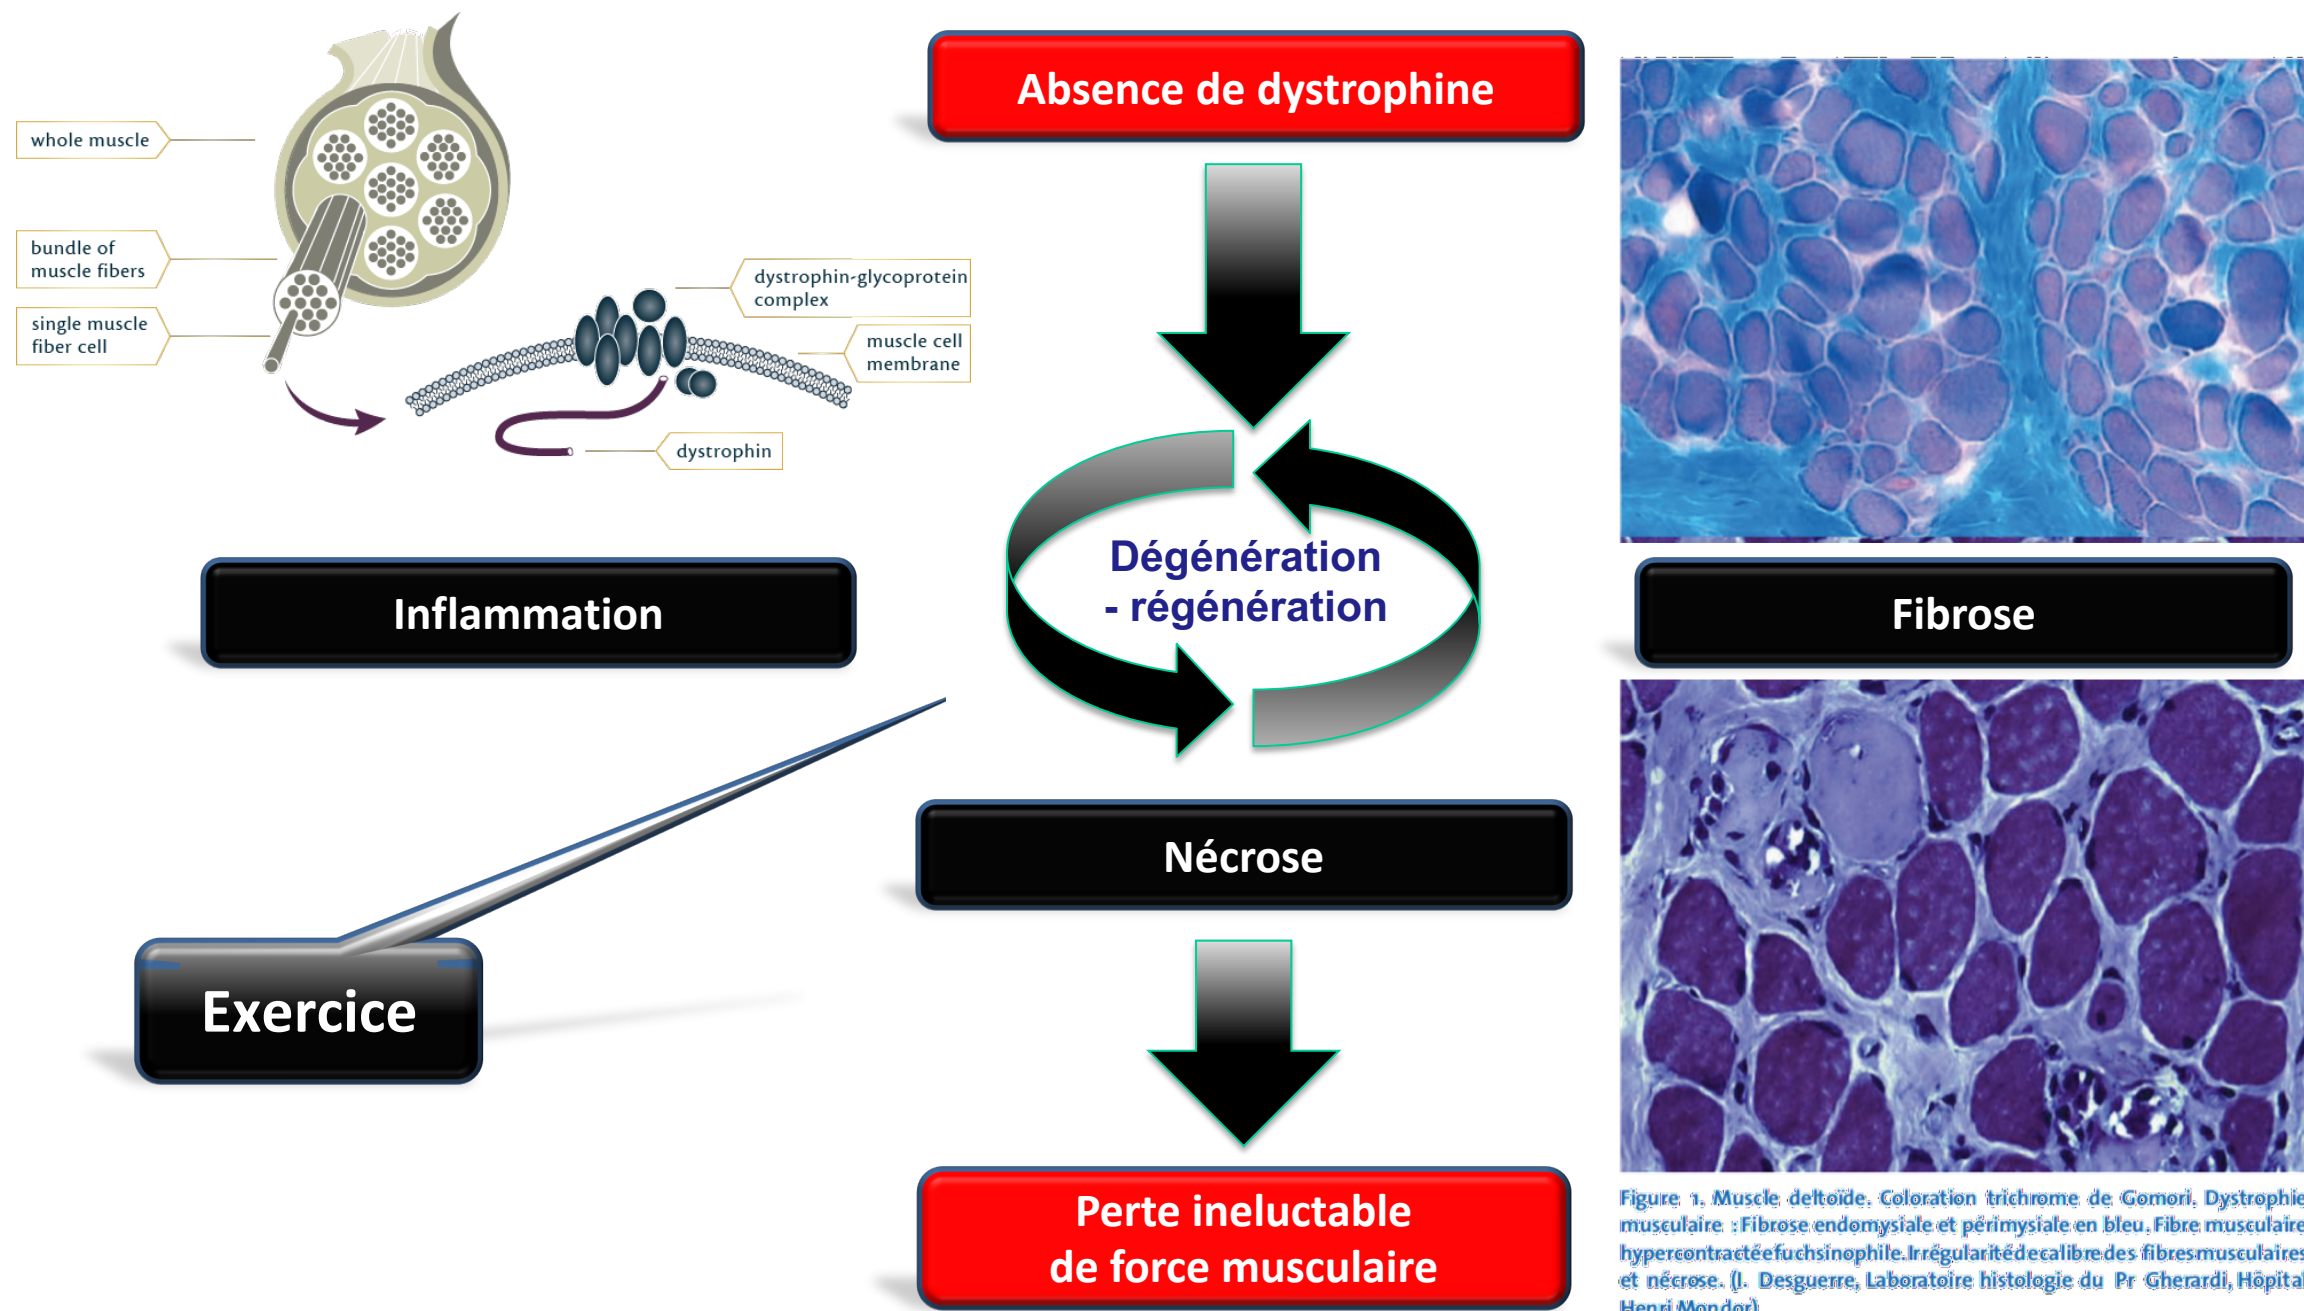 whole muscle
bundle of
muscle fibers
single muscle
fiber cell
dystrophin-glycoprotein
complex
muscle cell
membrane
dystrophin
Absence de dystrophine
Dégénération
- régénération
Inflammation
Fibrose
Nécrose
Exercice
Perte ineluctable
de force musculaire
Figure 1. Muscle deltoïde. Coloration trichrome de Gomori. Dystrophie
musculaire : Fibrose endomysiale et périmysiale en bleu. Fibre musculaire
hypercontractée fuchsinophile. Irrégularité de calibre des fibres musculaires
et nécrose. (I. Desguerre, Laboratoire histologie du Pr Gherardi, Hôpital
Henri Mondor)